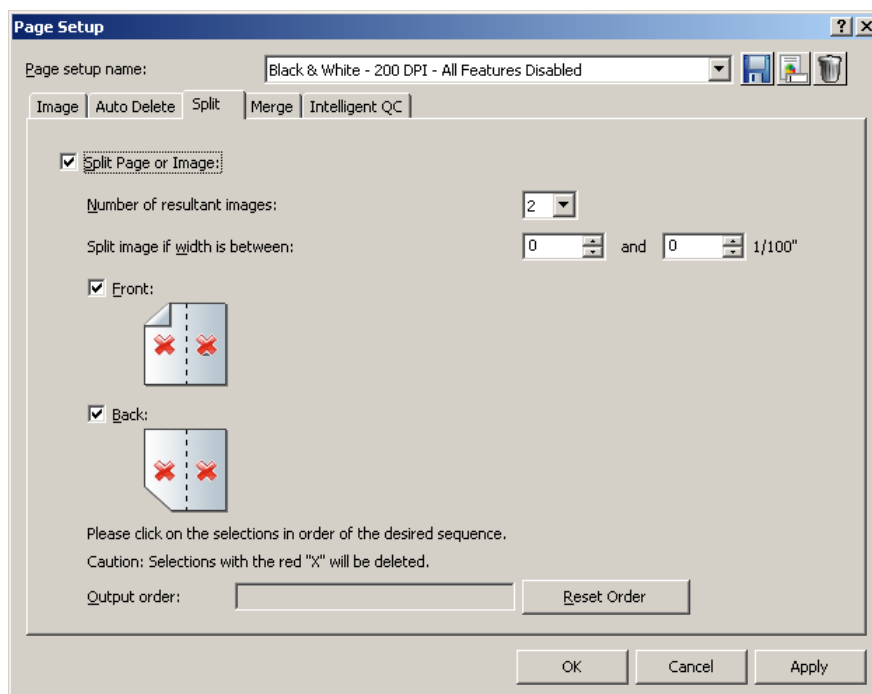 Page Setup
Page setup name: Black & White - 200 DPI - All Features Disabled
Image Auto Delete Split Merge Intelligent QC
Split Page or Image:
Number of resultant images: 2
Split image if width is between: 0 and 0 1/100"
Front:
Back:
Please click on the selections in order of the desired sequence.
Caution: Selections with the red "X" will be deleted.
Output order: Reset Order
OK Cancel Apply